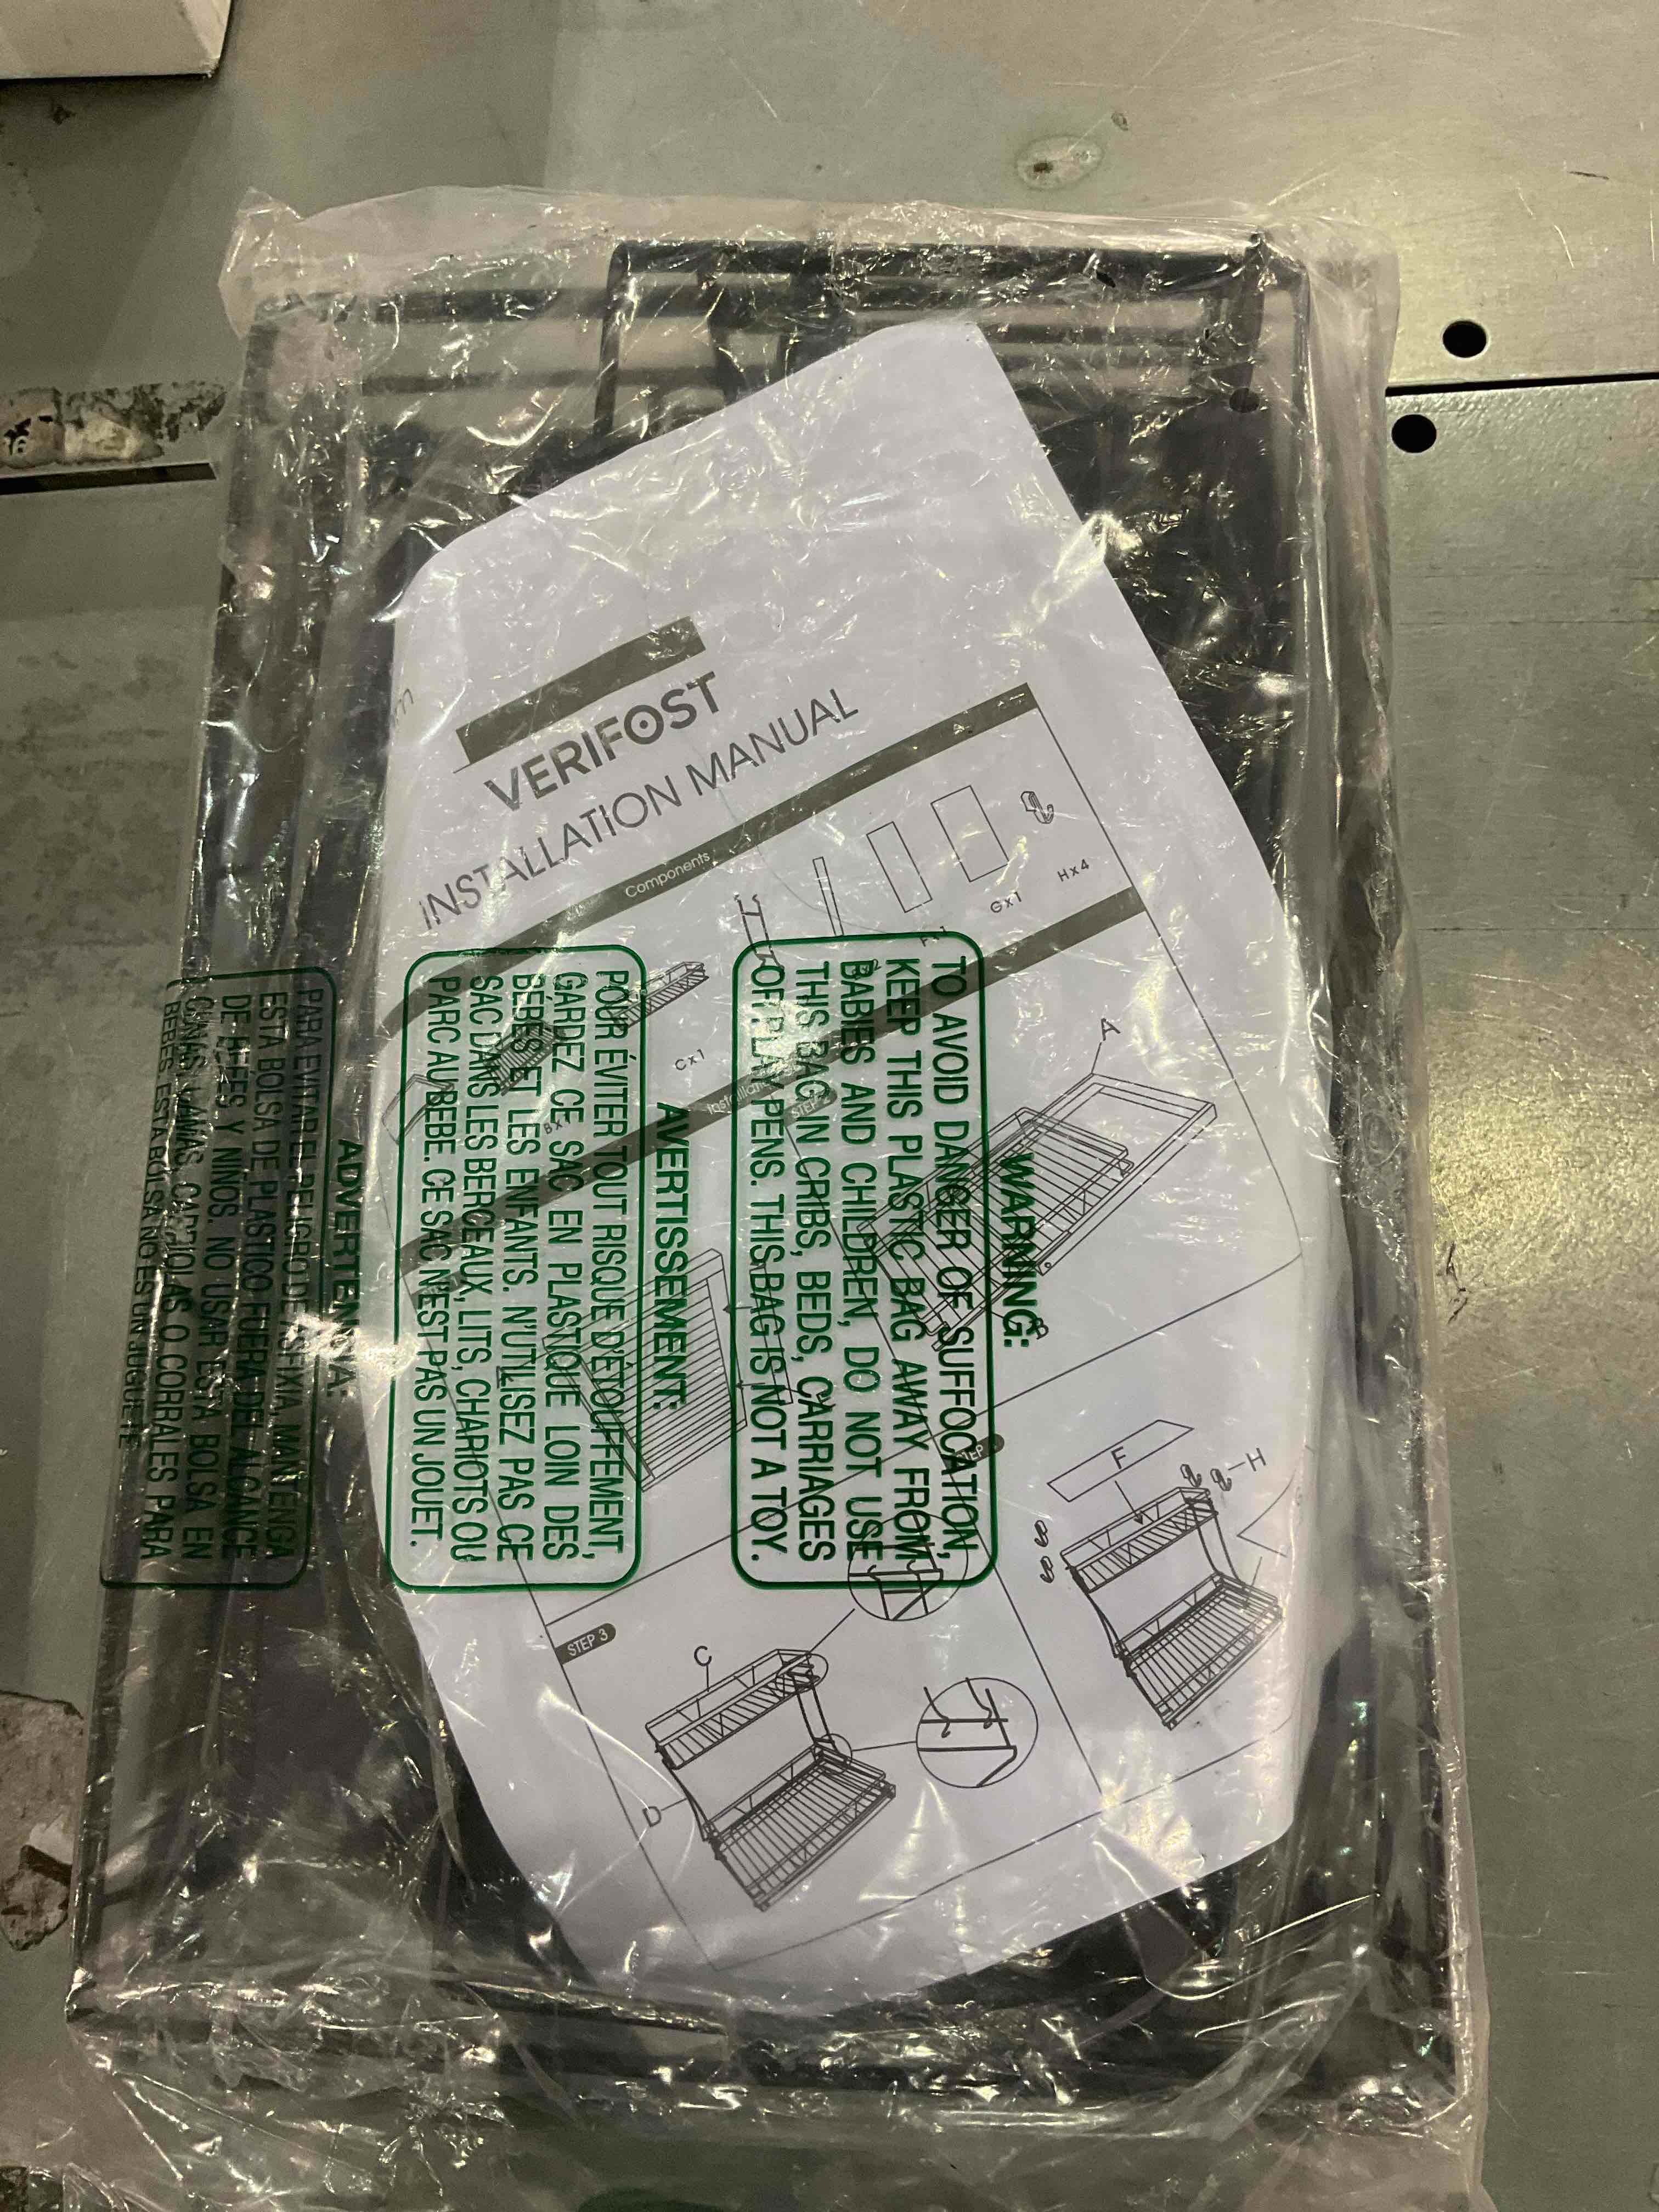 VERIFOST
INSTALLATION MANUAL
Components
Cx1
Gx1
Hx4
A
B
STEP 3
C
D
F
H
WARNING:
TO AVOID DANGER OF SUFFOCATION,
KEEP THIS PLASTIC BAG AWAY FROM
BABIES AND CHILDREN, DO NOT USE
THIS BAG IN CRIBS, BEDS, CARRIAGES
OR PLAY PENS. THIS BAG IS NOT A TOY.
AVERTISSEMENT:
POUR ÉVITER TOUT RISQUE D'ÉTOUFFEMENT,
GARDEZ CE SAC EN PLASTIQUE LOIN DES
BÉBÉS ET LES ENFANTS. N'UTILISEZ PAS CE
SAC DANS LES BERCEAUX, LITS, CHARIOTS OU
PARC AU BEBE. CE SAC N'EST PAS UN JOUET.
ADVERTENCIA:
PARA EVITAR EL PELIGRO DE ASFIXIA, MANTENGA
ESTA BOLSA DE PLASTICO FUERA DEL ALCANCE
DE BEBES Y NIÑOS. NO USAR ESTA BOLSA EN
CUNAS, CAMAS, CARRIOLAS O CORRALES PARA
BEBES. ESTA BOLSA NO ES UN JUGUETE